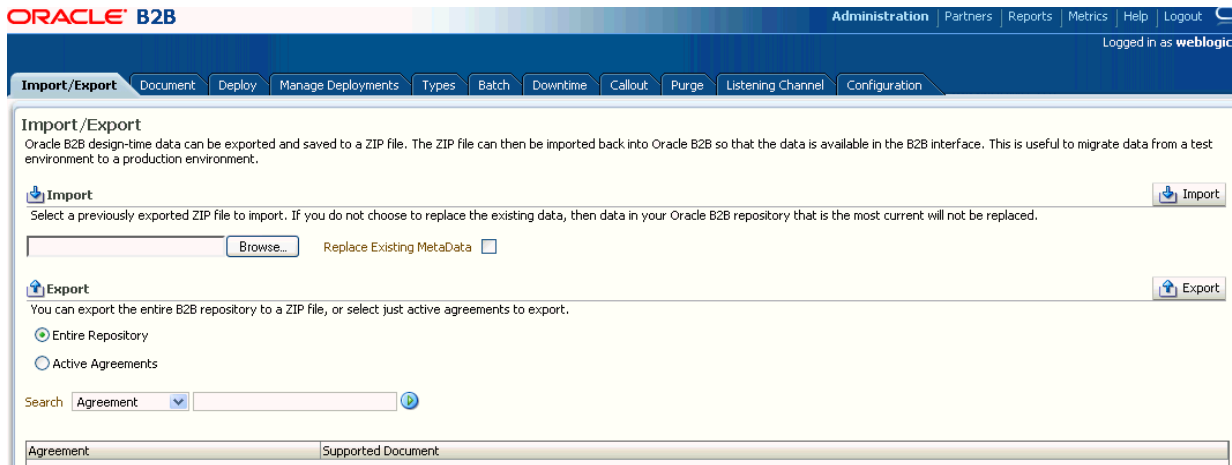 ORACLE B2B
Administration Partners Reports Metrics Help Logout
Logged in as weblogic
Import/Export Document Deploy Manage Deployments Types Batch Downtime Callout Purge Listening Channel Configuration
Import/Export
Oracle B2B design-time data can be exported and saved to a ZIP file. The ZIP file can then be imported back into Oracle B2B so that the data is available in the B2B interface. This is useful to migrate data from a test
environment to a production environment.
Import Import
Select a previously exported ZIP file to import. If you do not choose to replace the existing data, then data in your Oracle B2B repository that is the most current will not be replaced.
Browse... Replace Existing MetaData
Export Export
You can export the entire B2B repository to a ZIP file, or select just active agreements to export.
Entire Repository
Active Agreements
Search Agreement
Agreement Supported Document